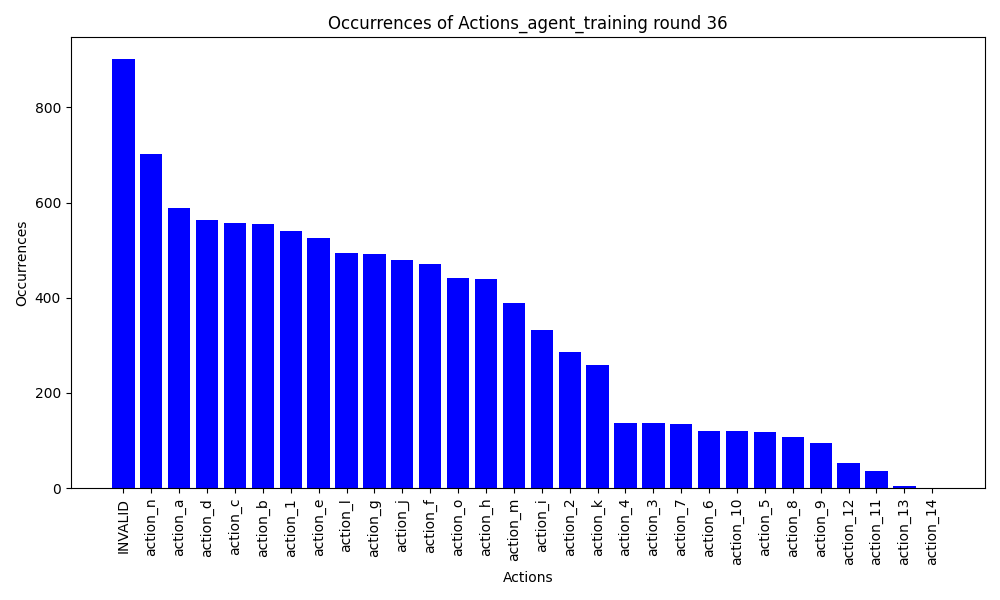 Occurrences of Actions_agent_training round 36
Occurrences
800
600
400
200
0
INVALID
action_n
action_a
action_d
action_c
action_b
action_1
action_e
action_l
action_g
action_j
action_f
action_o
action_h
action_m
action_i
action_2
action_k
action_4
action_3
action_7
action_6
action_10
action_5
action_8
action_9
action_12
action_11
action_13
action_14
Actions